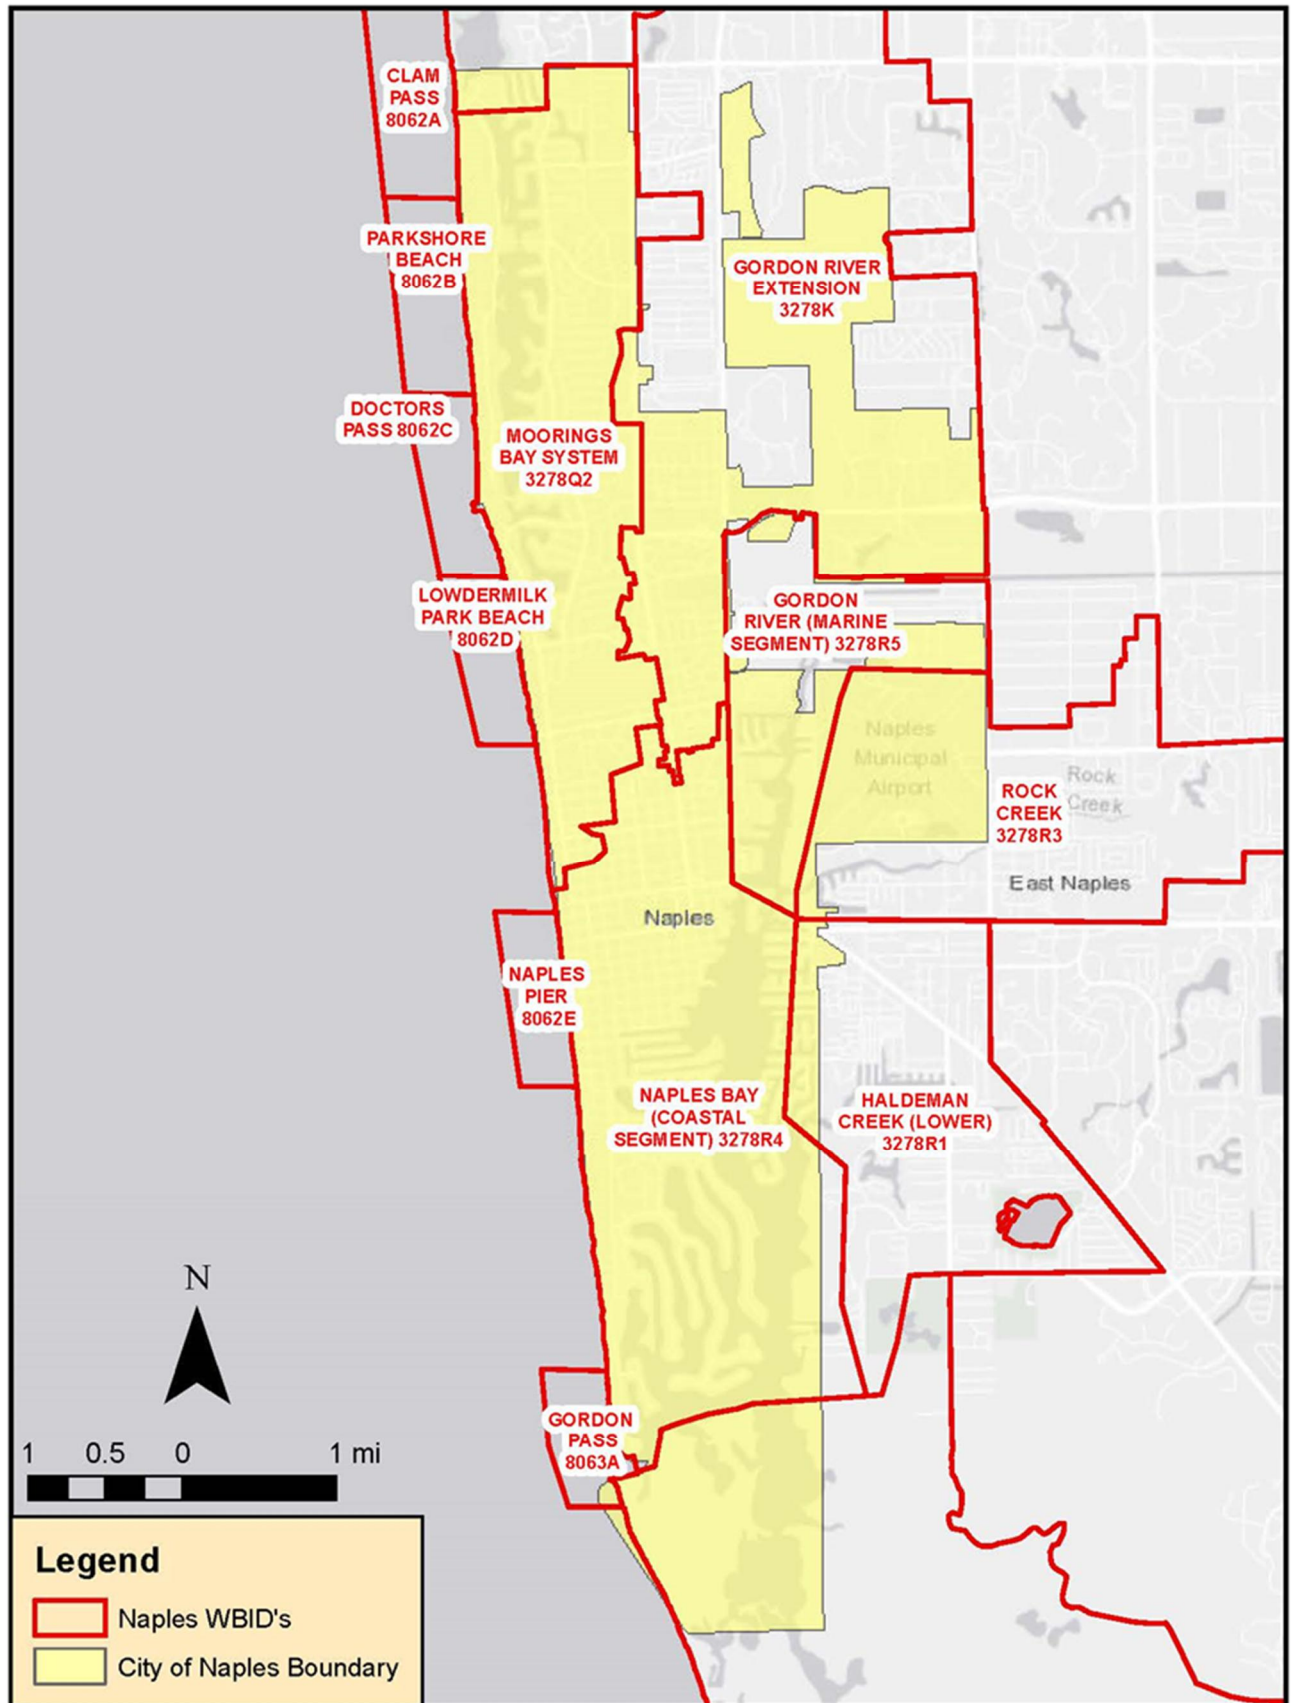 CLAM
PASS
8062A
PARKSHORE
BEACH
8062B
GORDON RIVER
EXTENSION
3278K
DOCTORS
PASS 8062C
MOORINGS
BAY SYSTEM
3278Q2
LOWDERMILK
PARK BEACH
8062D
GORDON
RIVER (MARINE
SEGMENT) 3278R5
Naples
Municipal
Airport
Rock
Creek
ROCK
CREEK
3278R3
East Naples
Naples
NAPLES
PIER
8062E
NAPLES BAY
(COASTAL
SEGMENT) 3278R4
HALDEMAN
CREEK (LOWER)
3278R1
N
GORDON
PASS
8063A
1 0.5 0 1 mi
Legend
Naples WBID's
City of Naples Boundary